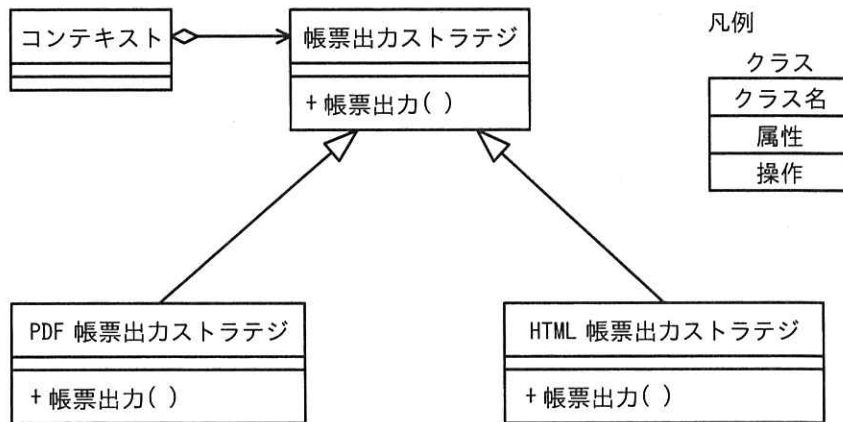 コンテキスト
帳票出力ストラテジ
+ 帳票出力( )
凡例
クラス
クラス名
属性
操作
PDF 帳票出力ストラテジ
+ 帳票出力( )
HTML 帳票出力ストラテジ
+ 帳票出力( )